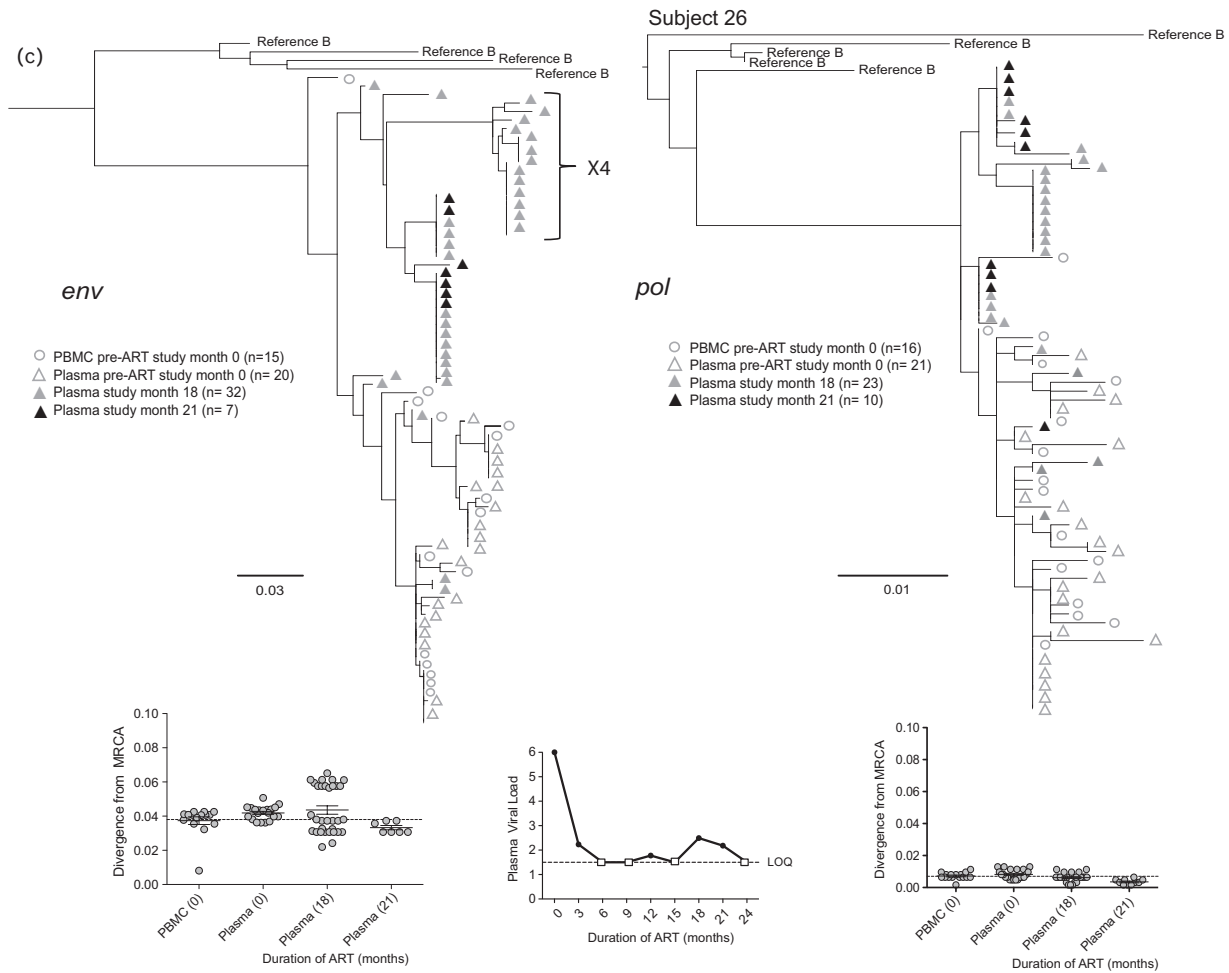 Subject 26
(c)
Reference B
Reference B
Reference B
Reference B
X4
env
PBMC pre-ART study month 0 (n=15)
Plasma pre-ART study month 0 (n= 20)
Plasma study month 18 (n= 32)
Plasma study month 21 (n= 7)
0.03
Reference B
Reference B
Reference B
Reference B
Reference B
pol
PBMC pre-ART study month 0 (n=16)
Plasma pre-ART study month 0 (n=21)
Plasma study month 18 (n= 23)
Plasma study month 21 (n= 10)
0.01
Divergence from MRCA
0.10
0.08
0.06
0.04
0.02
0.00
PBMC (0)
Plasma (0)
Plasma (18)
Plasma (21)
Duration of ART (months)
Plasma Viral Load
6
5
4
3
2
1
0
LOQ
0
3
6
9
12
15
18
21
24
Duration of ART (months)
Divergence from MRCA
0.10
0.08
0.06
0.04
0.02
0.00
PBMC (0)
Plasma (0)
Plasma (18)
Plasma (21)
Duration of ART (months)